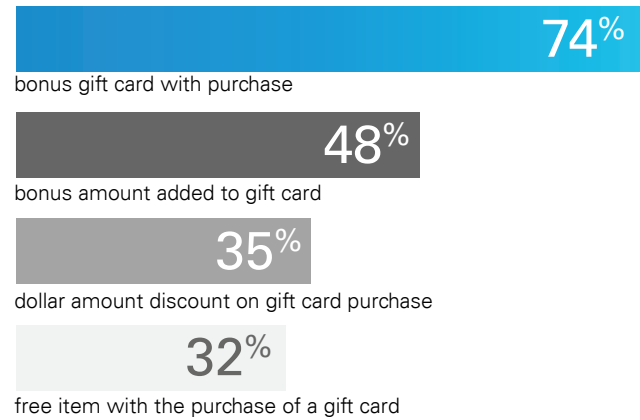 74%
bonus gift card with purchase
48%
bonus amount added to gift card
35%
dollar amount discount on gift card purchase
32%
free item with the purchase of a gift card